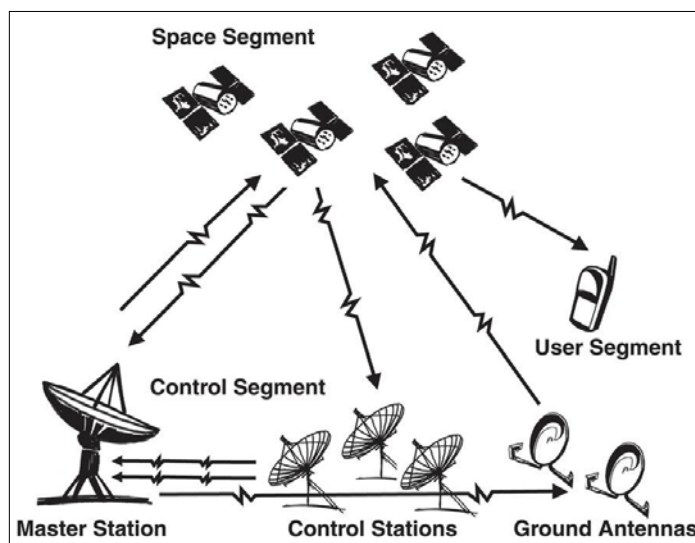 Space Segment
User Segment
Control Segment
Master Station
Control Stations
Ground Antennas